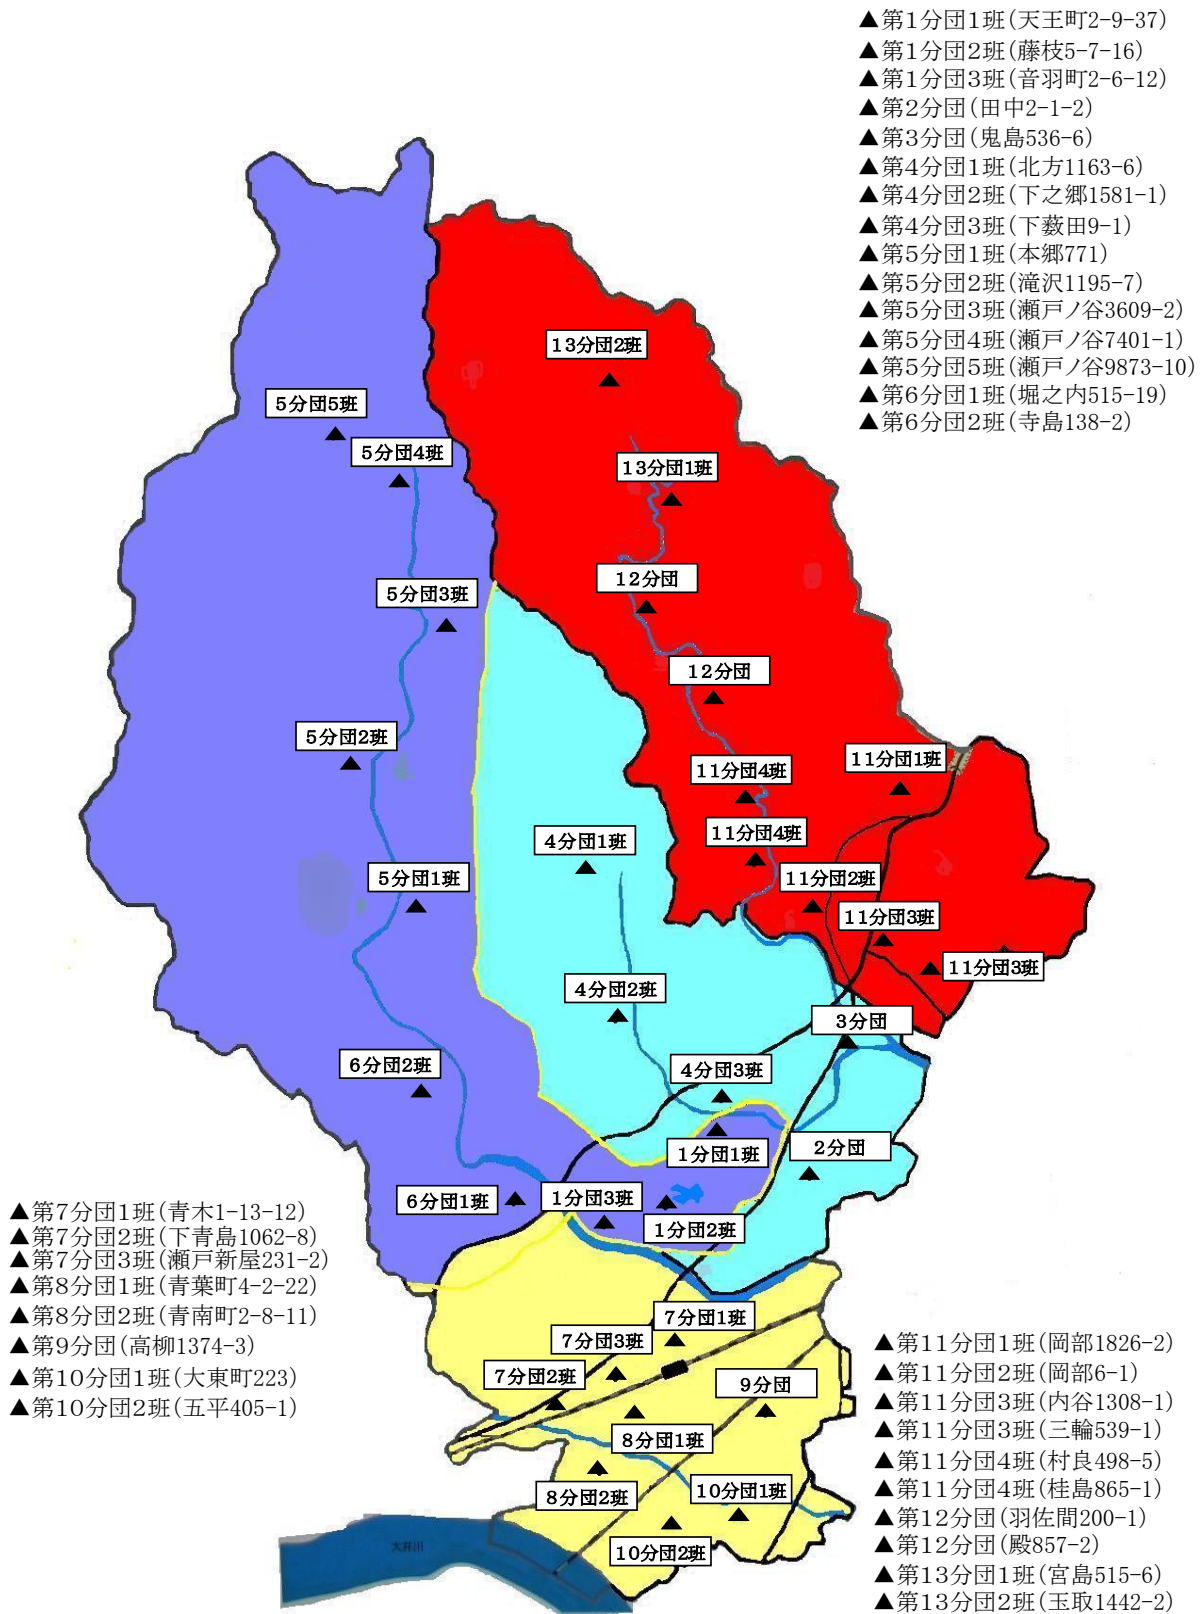 ▲第1分団1班(天王町2-9-37)
▲第1分団2班(藤枝5-7-16)
▲第1分団3班(音羽町2-6-12)
▲第2分団(田中2-1-2)
▲第3分団(鬼島536-6)
▲第4分団1班(北方1163-6)
▲第4分団2班(下之郷1581-1)
▲第4分団3班(下薮田9-1)
▲第5分団1班(本郷771)
▲第5分団2班(滝沢1195-7)
▲第5分団3班(瀬戸ノ谷3609-2)
▲第5分団4班(瀬戸ノ谷7401-1)
▲第5分団5班(瀬戸ノ谷9873-10)
▲第6分団1班(堀之内515-19)
▲第6分団2班(寺島138-2)
13分団2班
5分団5班
5分団4班
13分団1班
12分団
5分団3班
12分団
5分団2班
11分団1班
11分団4班
11分団4班
4分団1班
5分団1班
11分団2班
11分団3班
11分団3班
4分団2班
3分団
6分団2班
4分団3班
1分団1班
2分団
6分団1班
1分団3班
1分団2班
▲第7分団1班(青木1-13-12)
▲第7分団2班(下青島1062-8)
▲第7分団3班(瀬戸新屋231-2)
▲第8分団1班(青葉町4-2-22)
▲第8分団2班(青南町2-8-11)
▲第9分団(高柳1374-3)
▲第10分団1班(大東町223)
▲第10分団2班(五平405-1)
7分団1班
7分団3班
7分団2班
9分団
8分団1班
8分団2班
10分団1班
10分団2班
大井川
▲第11分団1班(岡部1826-2)
▲第11分団2班(岡部6-1)
▲第11分団3班(内谷1308-1)
▲第11分団3班(三輪539-1)
▲第11分団4班(村良498-5)
▲第11分団4班(桂島865-1)
▲第12分団(羽佐間200-1)
▲第12分団(殿857-2)
▲第13分団1班(宮島515-6)
▲第13分団2班(玉取1442-2)